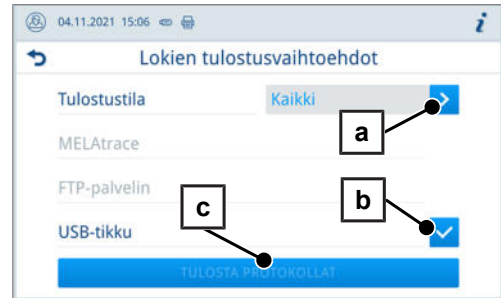 04.11.2021 15:06
i
Lokien tulostusvaihtoehdot
Tulostustila Kaikki
a
MELAtrace
FTP-palvelin
c b
USB-tikku
TULOSTA PROTOKOLLAT